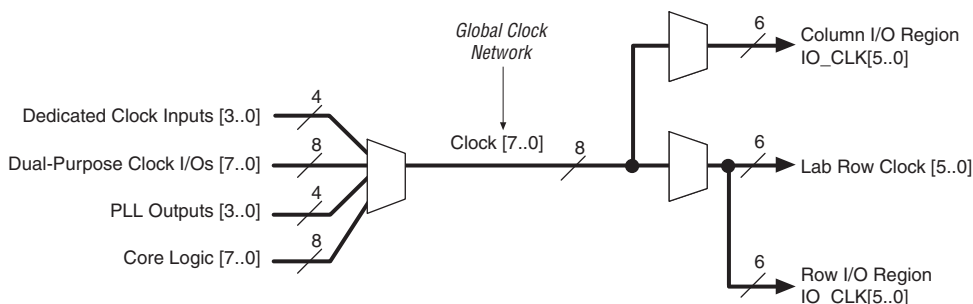 Global Clock
Network
6
Column I/O Region
IO_CLK[5..0]
Dedicated Clock Inputs [3..0]
4
Clock [7..0]
8
Dual-Purpose Clock I/Os [7..0]
8
6
Lab Row Clock [5..0]
PLL Outputs [3..0]
4
Core Logic [7..0]
8
6
Row I/O Region
IO_CLK[5..0]